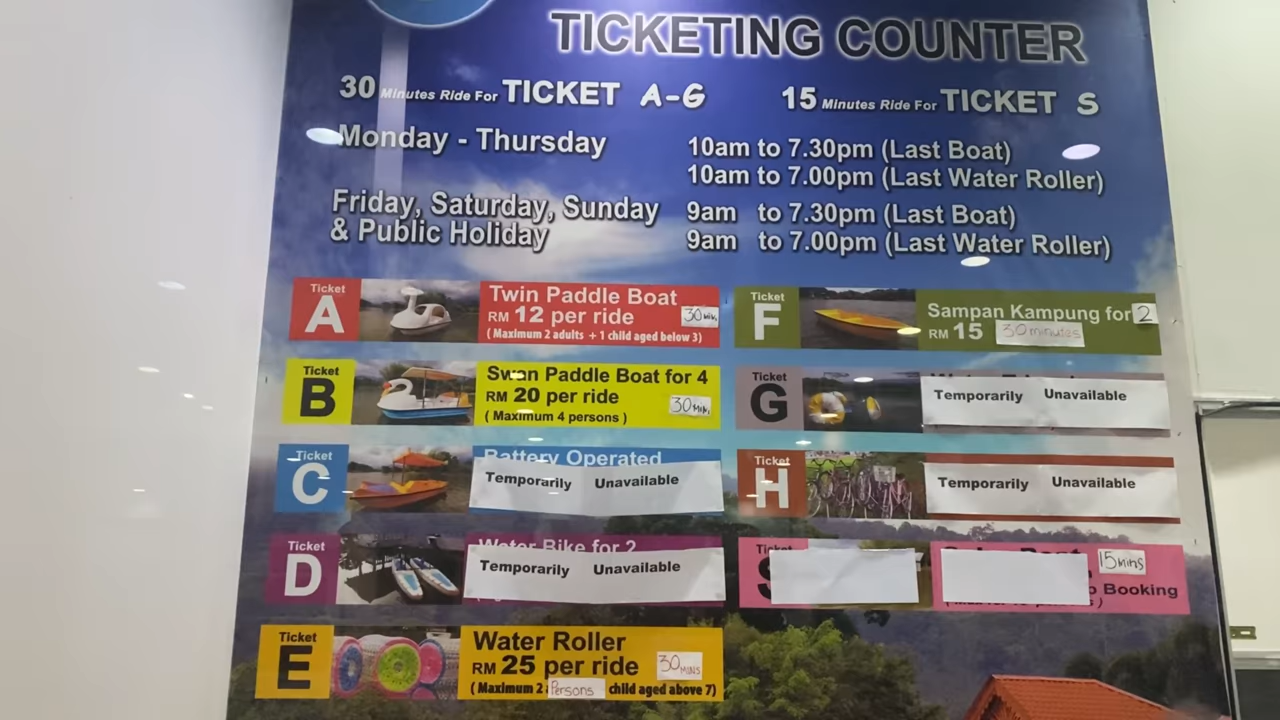 TICKETING COUNTER
30 Minutes Ride For TICKET A-G
15 Minutes Ride For TICKET S
Monday - Thursday
10am to 7.30pm (Last Boat)
10am to 7.00pm (Last Water Roller)
Friday, Saturday, Sunday
& Public Holiday
9am to 7.30pm (Last Boat)
9am to 7.00pm (Last Water Roller)
Ticket
A
Twin Paddle Boat
RM 12 per ride
30 min
(Maximum 2 adults + 1 child aged below 3)
Ticket
B
Swan Paddle Boat for 4
RM 20 per ride
30 MIN,
( Maximum 4 persons )
Ticket
C
Battery Operated
Temporarily Unavailable
Ticket
D
Water Bike for 2
Temporarily Unavailable
Ticket
E
Water Roller
RM 25 per ride
30 MINS
( Maximum 2 Persons child aged above 7)
Ticket
F
Sampan Kampung for 2
RM 15 30 minutes
Ticket
G
Temporarily Unavailable
Ticket
H
Temporarily Unavailable
15 mins
Booking